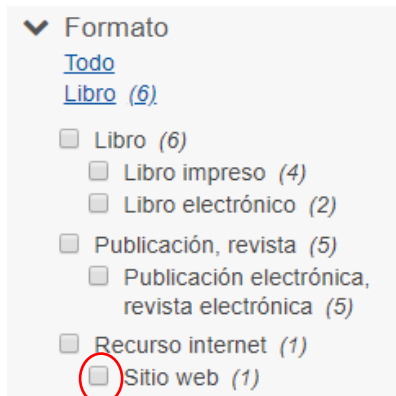 Formato
Todo
Libro (6)
Libro (6)
Libro impreso (4)
Libro electrónico (2)
Publicación, revista (5)
Publicación electrónica,
revista electrónica (5)
Recurso internet (1)
Sitio web (1)